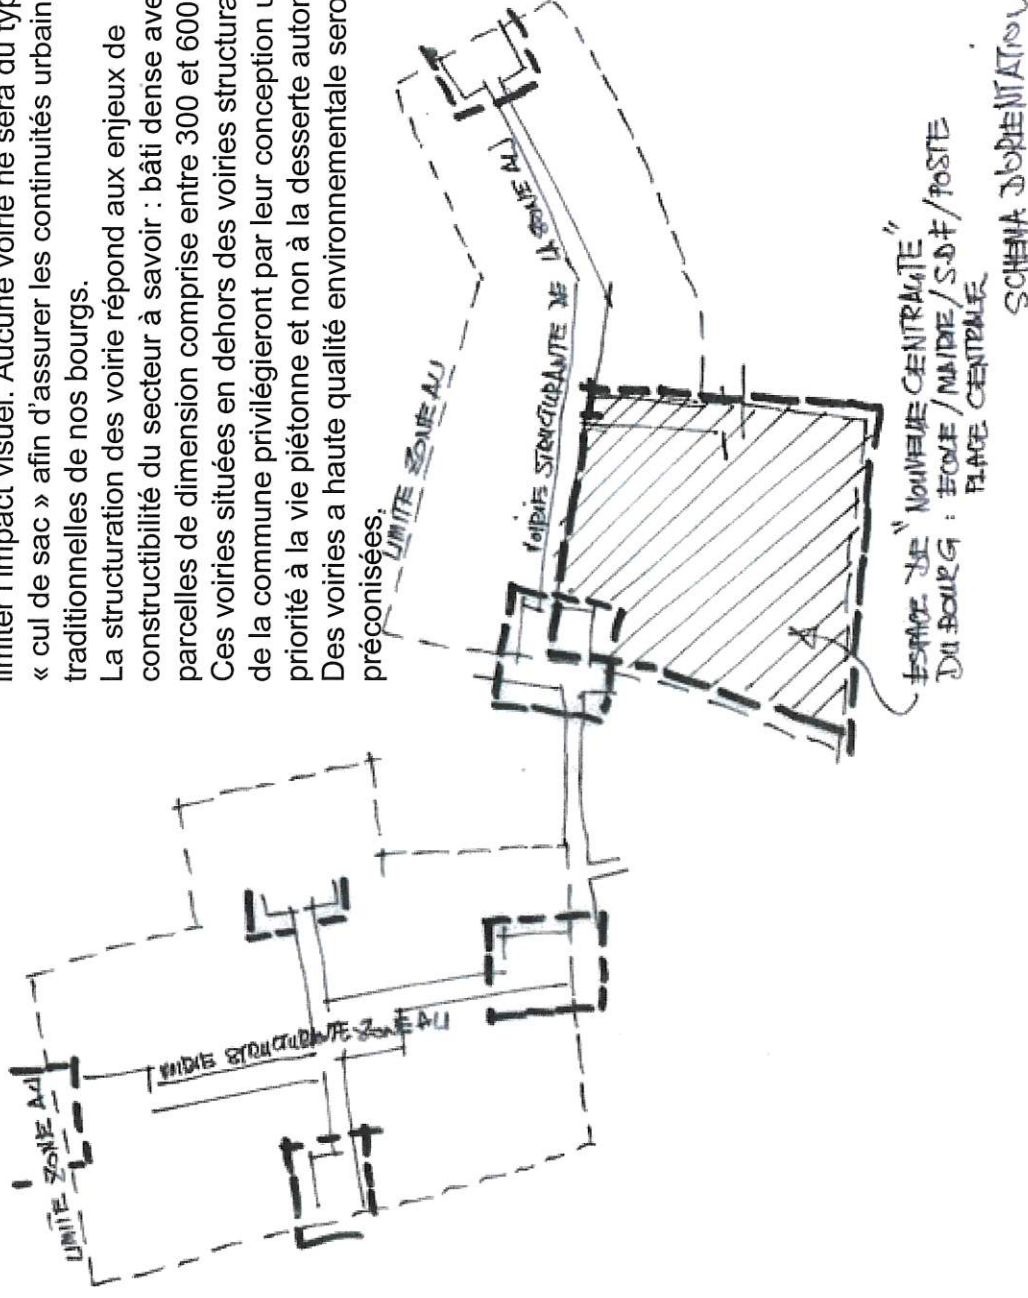 limiter l'impact visuel. Aucune voirie ne sera du typ
« cul de sac » afin d'assurer les continuités urbain
traditionnelles de nos bourgs.
La structuration des voirie répond aux enjeux de
constructibilité du secteur à savoir : bâti dense ave
parcelles de dimension comprise entre 300 et 600
Ces voiries situées en dehors des voiries structura
de la commune privilégieront par leur conception u
priorité à la vie piétonne et non à la desserte autor
Des voiries a haute qualité environnementale sero
préconisées.
LIMITE ZONE AU
VOIRIE STRUCTURANTE ZONE AU
LIMITE ZONE AU
VOIRIE STRUCTURANTE DE LA ZONE AU
ESPACE DE "NOUVELLE CENTRALITE"
DU BOURG : ECOLE / MAIRIE / SDF / POSTE
PLACE CENTRALE
SCHEMA D'ORIENTATION